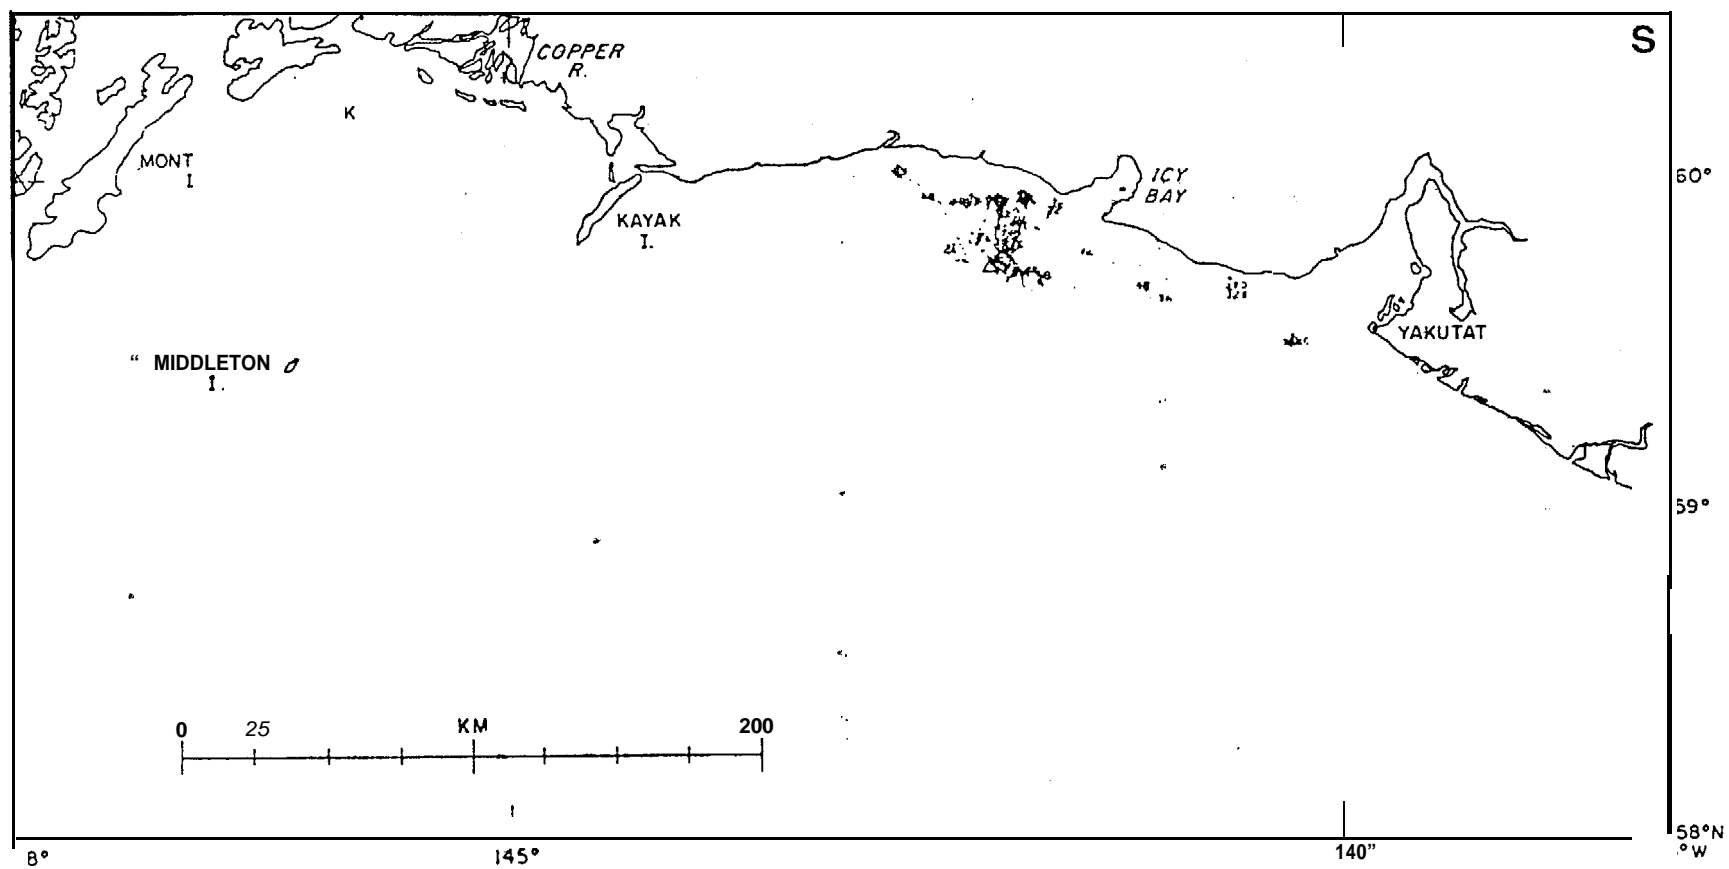 S
COPPER
R.
K
MONT
I
ICY
BAY
60°
KAYAK
I.
YAKUTAT
“ MIDDLETON
I.
59°
0 25 KM 200
58°N
8° 145° 140” °W